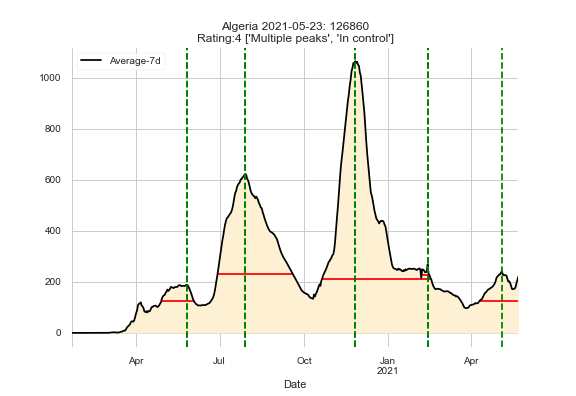 Algeria 2021-05-23: 126860
Rating:4 ['Multiple peaks', 'In control']
Average-7d
1000
800
600
400
200
0
Apr
Jul
Oct
Jan
2021
Apr
Date